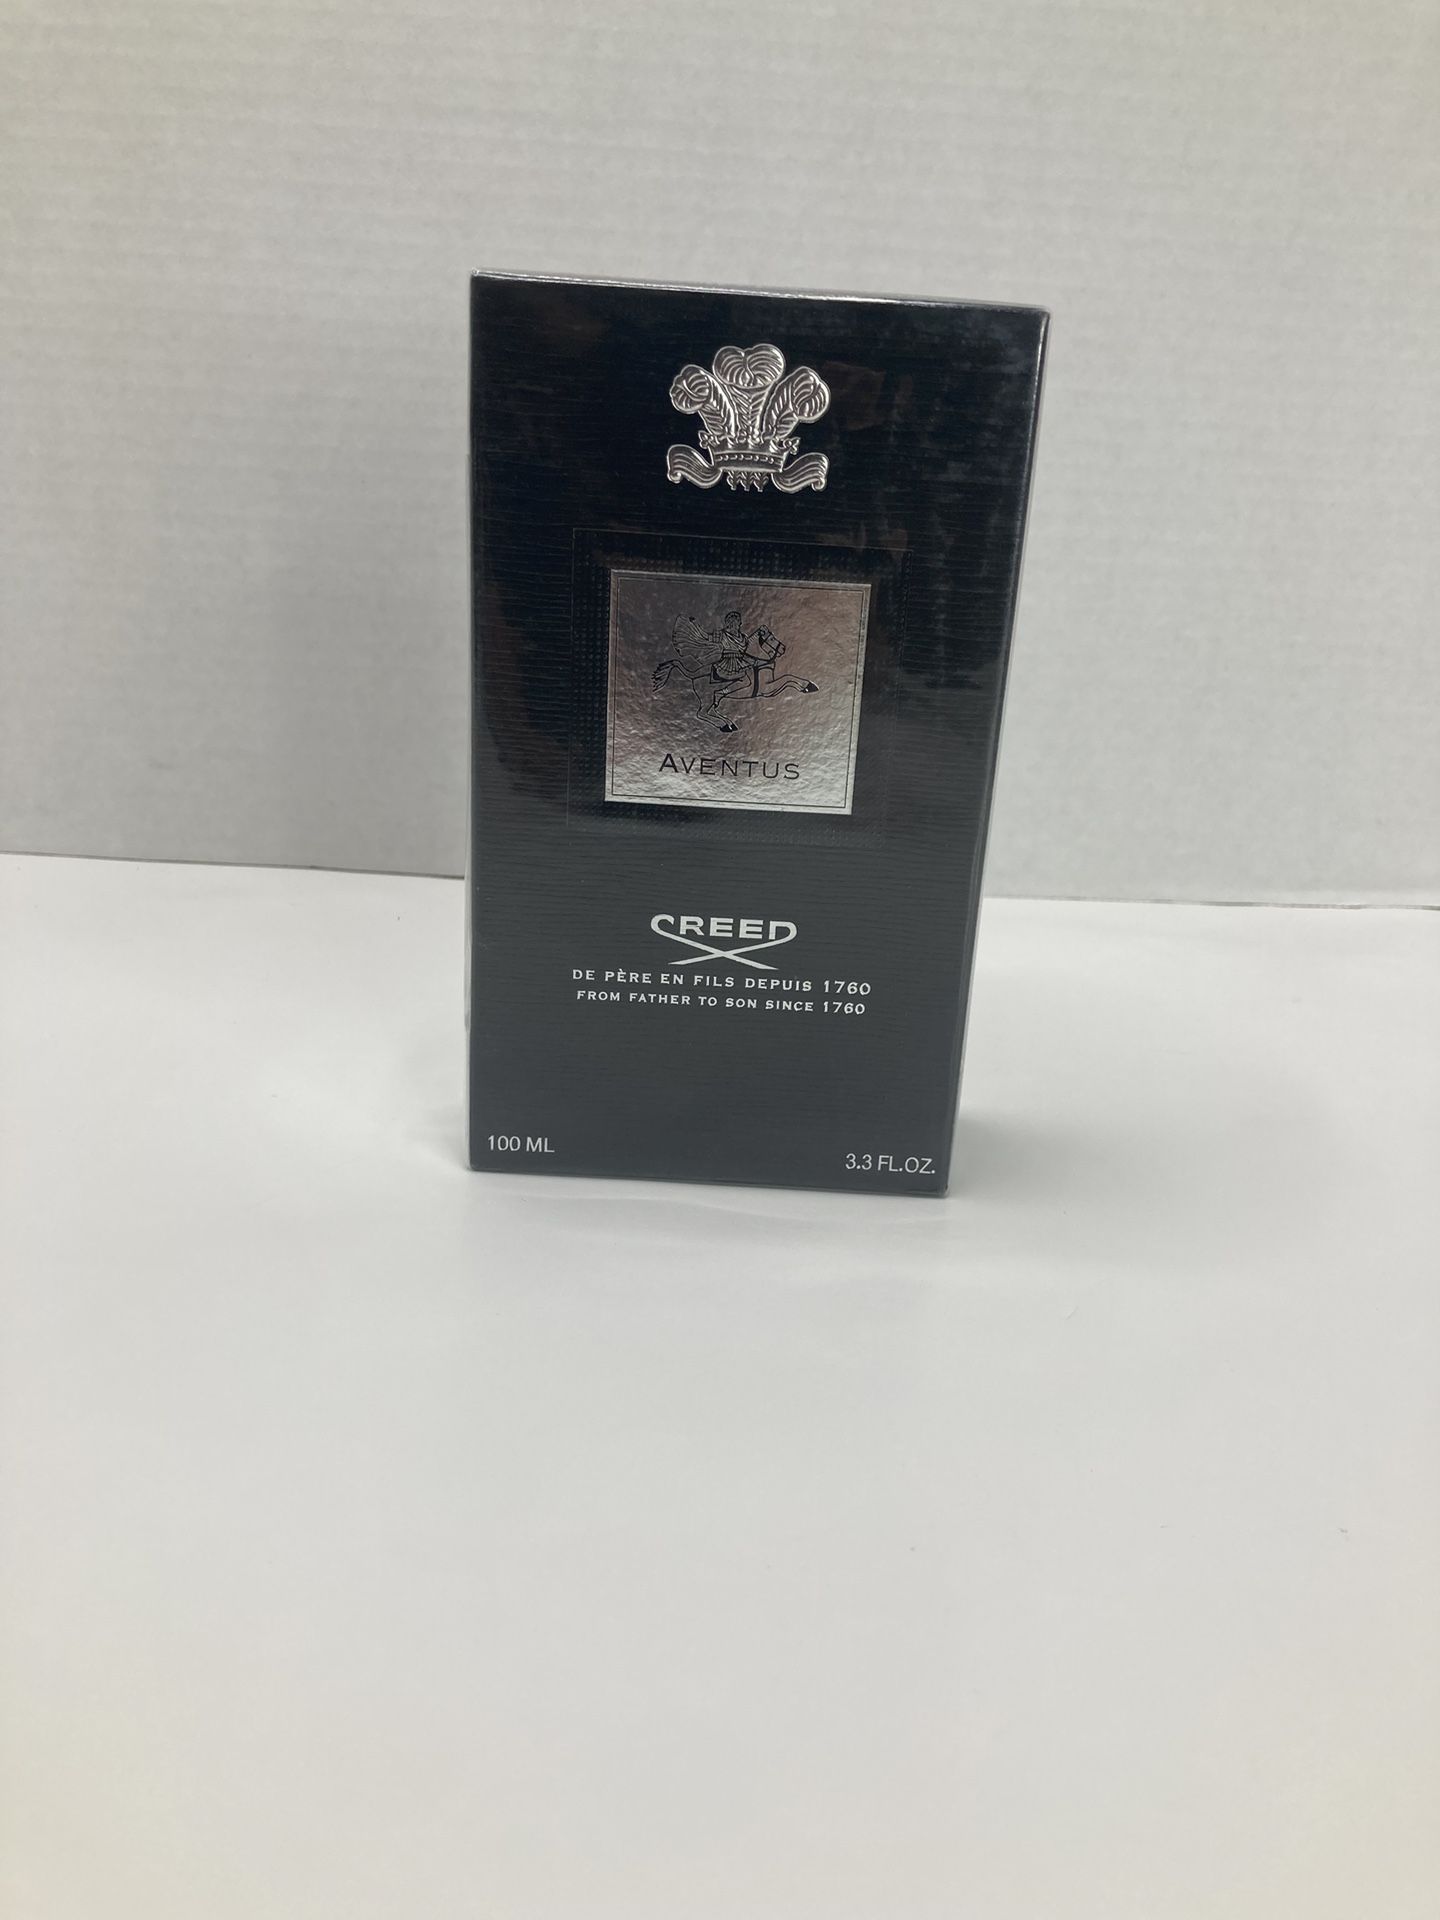 AVENTUS
CREED
DE PÈRE EN FILS DEPUIS 1760
FROM FATHER TO SON SINCE 1760
100 ML
3.3 FL.OZ.